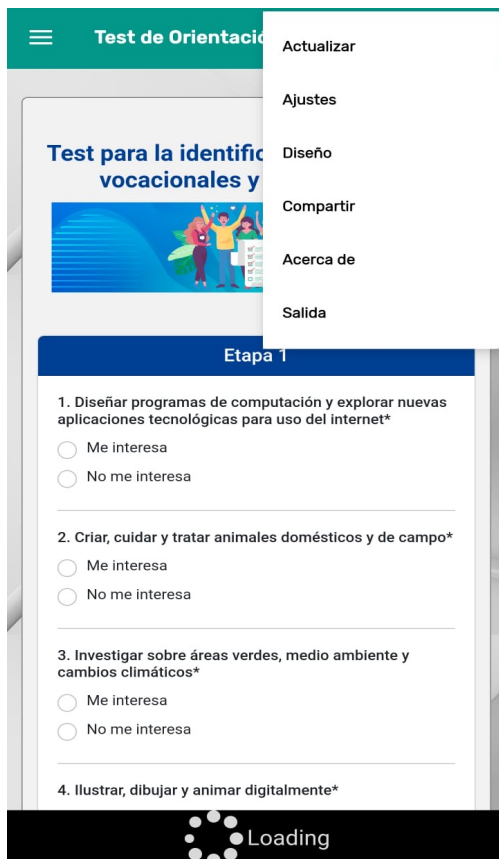 Test de Orientació
Actualizar
Ajustes
Diseño
Compartir
Acerca de
Salida
Test para la identific
vocacionales y
Etapa 1
1. Diseñar programas de computación y explorar nuevas
aplicaciones tecnológicas para uso del internet*
Me interesa
No me interesa
2. Criar, cuidar y tratar animales domésticos y de campo*
Me interesa
No me interesa
3. Investigar sobre áreas verdes, medio ambiente y
cambios climáticos*
Me interesa
No me interesa
4. Ilustrar, dibujar y animar digitalmente*
Loading